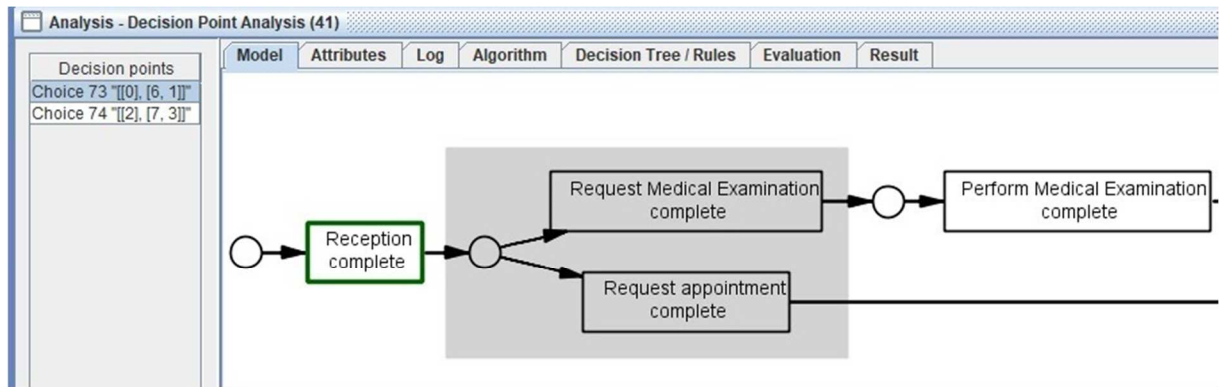 Analysis - Decision Point Analysis (41)
Decision points
Choice 73 "[[0], [6, 1]]"
Choice 74 "[[2], [7, 3]]"
Model Attributes Log Algorithm Decision Tree / Rules Evaluation Result
Request Medical Examination
complete
Perform Medical Examination
complete
Reception
complete
Request appointment
complete